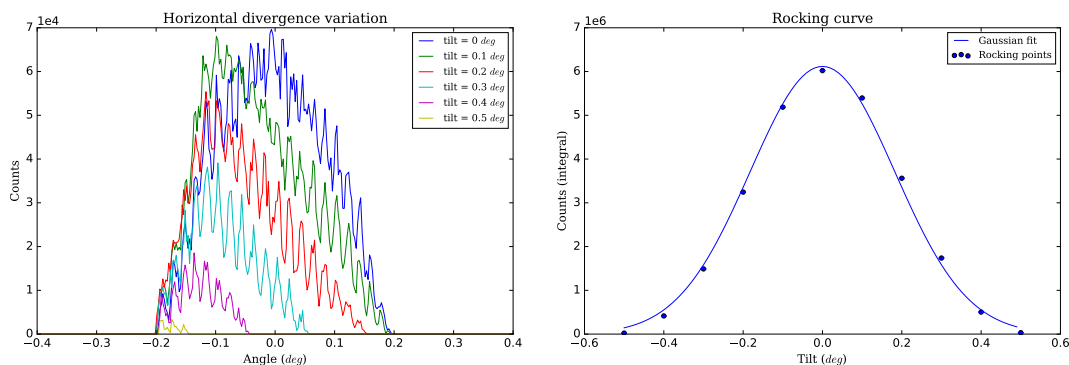 Horizontal divergence variation
7 1e4
6
5
4
3
2
1
0
−0.4 −0.3 −0.2 −0.1 0.0 0.1 0.2 0.3 0.4
Counts
Angle (deg)
tilt = 0 deg
tilt = 0.1 deg
tilt = 0.2 deg
tilt = 0.3 deg
tilt = 0.4 deg
tilt = 0.5 deg
Rocking curve
7 1e6
6
5
4
3
2
1
0
−0.6 −0.4 −0.2 0.0 0.2 0.4 0.6
Counts (integral)
Tilt (deg)
Gaussian fit
Rocking points